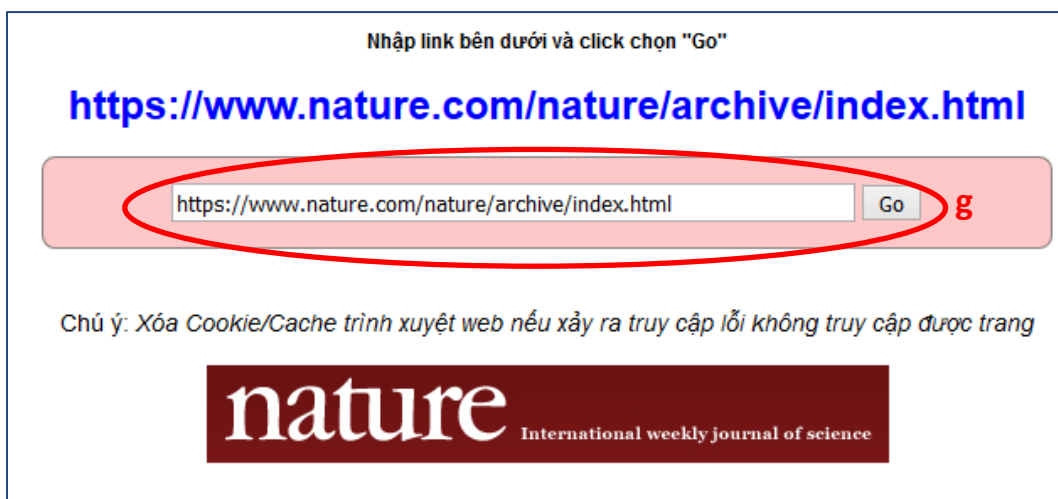 Nhập link bên dưới và click chọn "Go"
https://www.nature.com/nature/archive/index.html
https://www.nature.com/nature/archive/index.html Go g
Chú ý: Xóa Cookie/Cache trình xuyệt web nếu xảy ra truy cập lỗi không truy cập được trang
nature International weekly journal of science